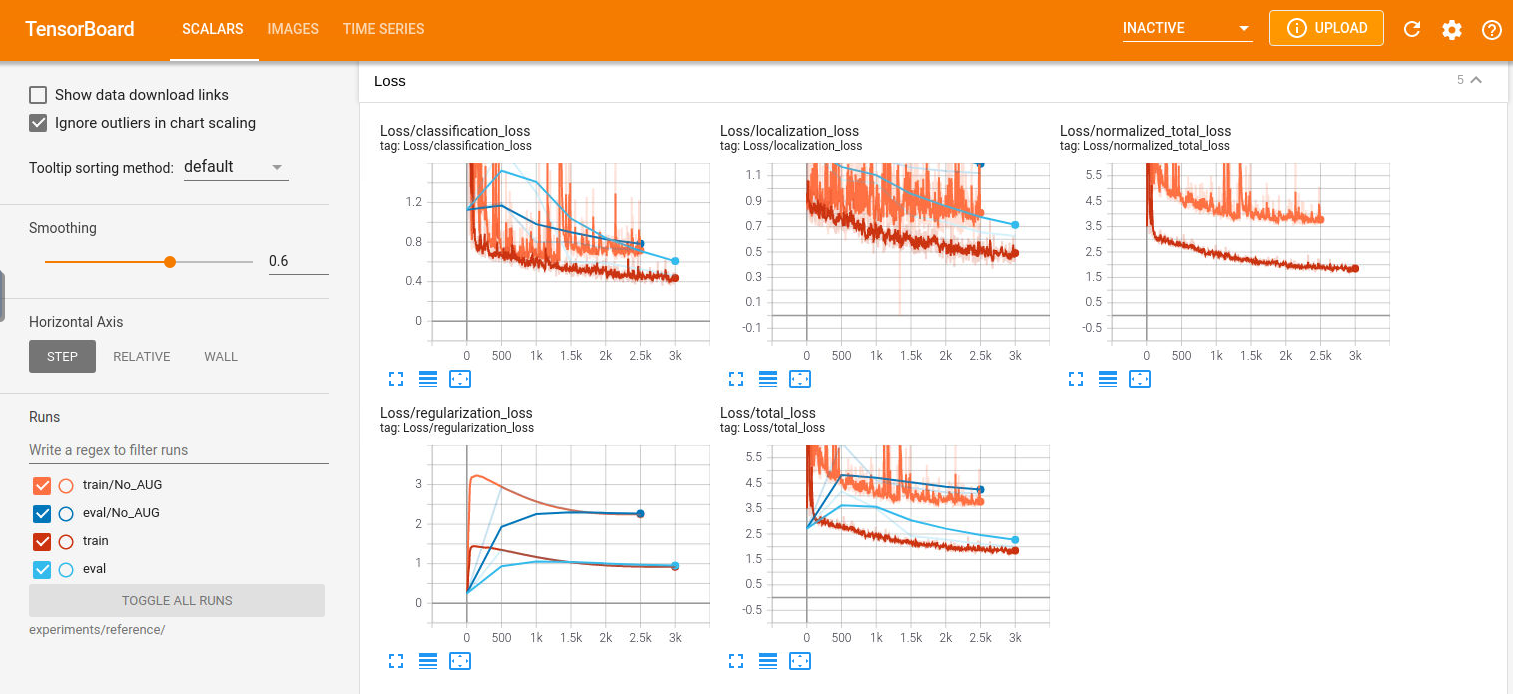 TensorBoard SCALARS IMAGES TIME SERIES INACTIVE UPLOAD
Show data download links
Ignore outliers in chart scaling
Tooltip sorting method: default
Smoothing
0.6
Horizontal Axis
STEP RELATIVE WALL
Runs
Write a regex to filter runs
train/No_AUG
eval/No_AUG
train
eval
TOGGLE ALL RUNS
experiments/reference/
Loss 5
Loss/classification_loss
tag: Loss/classification_loss
1.2
0.8
0.4
0
0 500 1k 1.5k 2k 2.5k 3k
Loss/localization_loss
tag: Loss/localization_loss
1.1
0.9
0.7
0.5
0.3
0.1
-0.1
0 500 1k 1.5k 2k 2.5k 3k
Loss/normalized_total_loss
tag: Loss/normalized_total_loss
5.5
4.5
3.5
2.5
1.5
0.5
-0.5
0 500 1k 1.5k 2k 2.5k 3k
Loss/regularization_loss
tag: Loss/regularization_loss
3
2
1
0
0 500 1k 1.5k 2k 2.5k 3k
Loss/total_loss
tag: Loss/total_loss
5.5
4.5
3.5
2.5
1.5
0.5
-0.5
0 500 1k 1.5k 2k 2.5k 3k